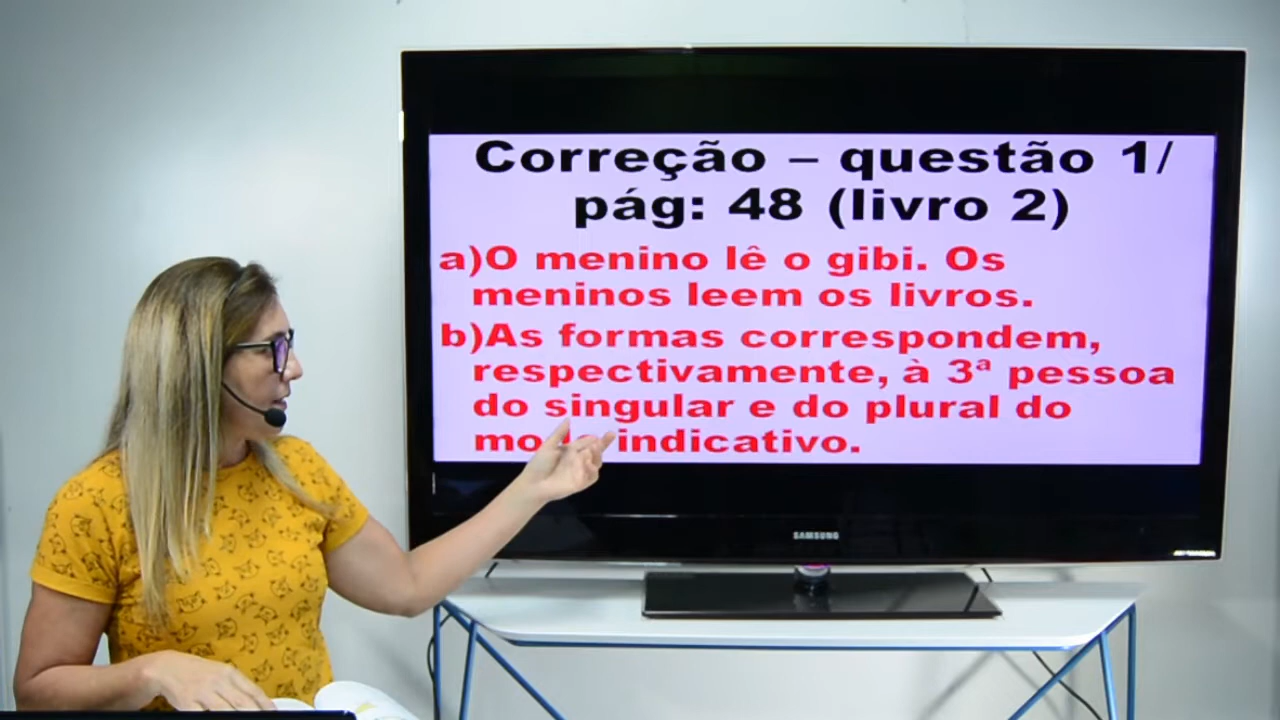 Correção – questão 1/
pág: 48 (livro 2)
a)O menino lê o gibi. Os
meninos leem os livros.
b)As formas correspondem,
respectivamente, à 3ª pessoa
do singular e do plural do
modo indicativo.
SAMSUNG